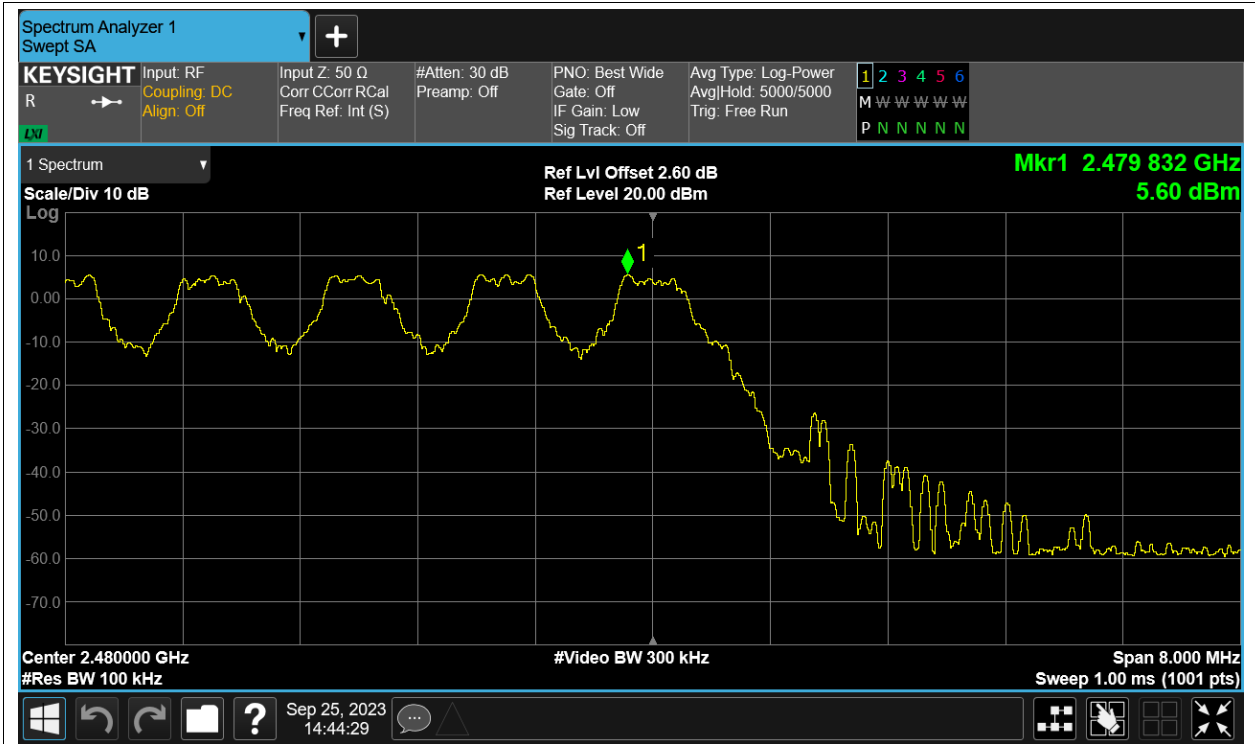 Spectrum Analyzer 1
Swept SA
KEYSIGHT
R
LXI
Input: RF
Coupling: DC
Align: Off
Input Z: 50 Ω
Corr CCorr RCal
Freq Ref: Int (S)
#Atten: 30 dB
Preamp: Off
PNO: Best Wide
Gate: Off
IF Gain: Low
Sig Track: Off
Avg Type: Log-Power
Avg|Hold: 5000/5000
Trig: Free Run
1 2 3 4 5 6
M W W W W W
P N N N N N
1 Spectrum
Scale/Div 10 dB
Ref Lvl Offset 2.60 dB
Ref Level 20.00 dBm
Mkr1 2.479 832 GHz
5.60 dBm
Log
1
10.0
0.00
-10.0
-20.0
-30.0
-40.0
-50.0
-60.0
-70.0
Center 2.480000 GHz
#Res BW 100 kHz
#Video BW 300 kHz
Span 8.000 MHz
Sweep 1.00 ms (1001 pts)
?
Sep 25, 2023
14:44:29